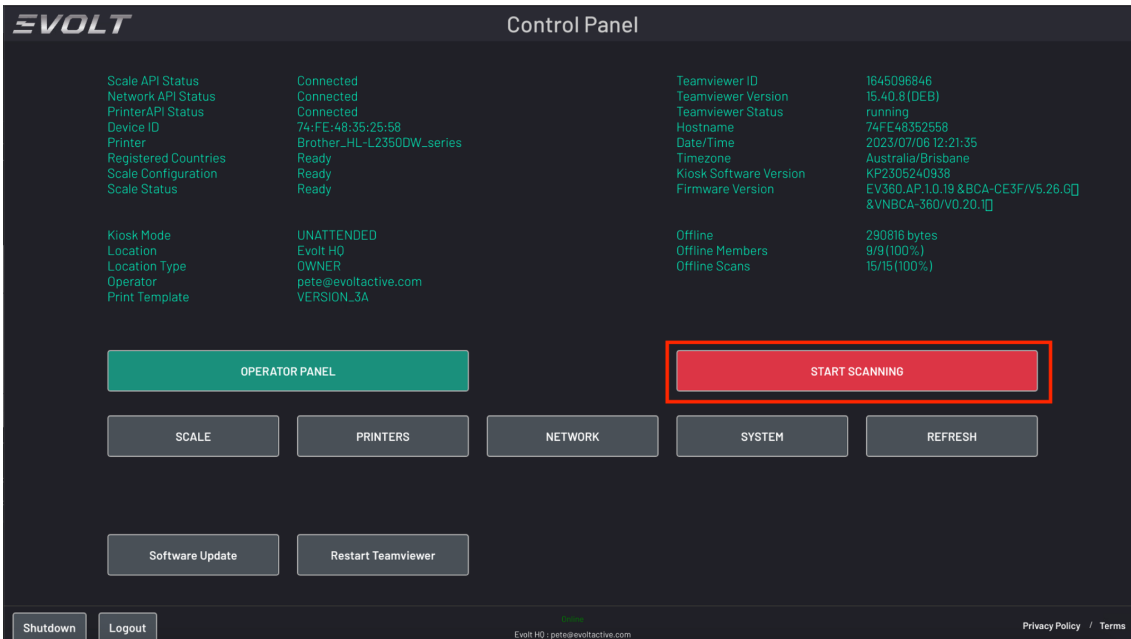 EVOLT
Control Panel
Scale API Status Connected
Network API Status Connected
PrinterAPI Status Connected
Device ID 74:FE:48:35:25:58
Printer Brother_HL-L2350DW_series
Registered Countries Ready
Scale Configuration Ready
Scale Status Ready
Kiosk Mode UNATTENDED
Location Evolt HQ
Location Type OWNER
Operator pete@evoltactive.com
Print Template VERSION_3A
Teamviewer ID 1645096846
Teamviewer Version 15.40.8 (DEB)
Teamviewer Status running
Hostname 74FE48352558
Date/Time 2023/07/06 12:21:35
Timezone Australia/Brisbane
Kiosk Software Version KP2305240938
Firmware Version EV360.AP.1.0.19 &BCA-CE3F/V5.26.G▯
&VNBCA-360/V0.20.1▯
Offline 290816 bytes
Offline Members 9/9 (100%)
Offline Scans 15/15 (100%)
OPERATOR PANEL
START SCANNING
SCALE
PRINTERS
NETWORK
SYSTEM
REFRESH
Software Update
Restart Teamviewer
Shutdown
Logout
Online
Evolt HQ : pete@evoltactive.com
Privacy Policy / Terms